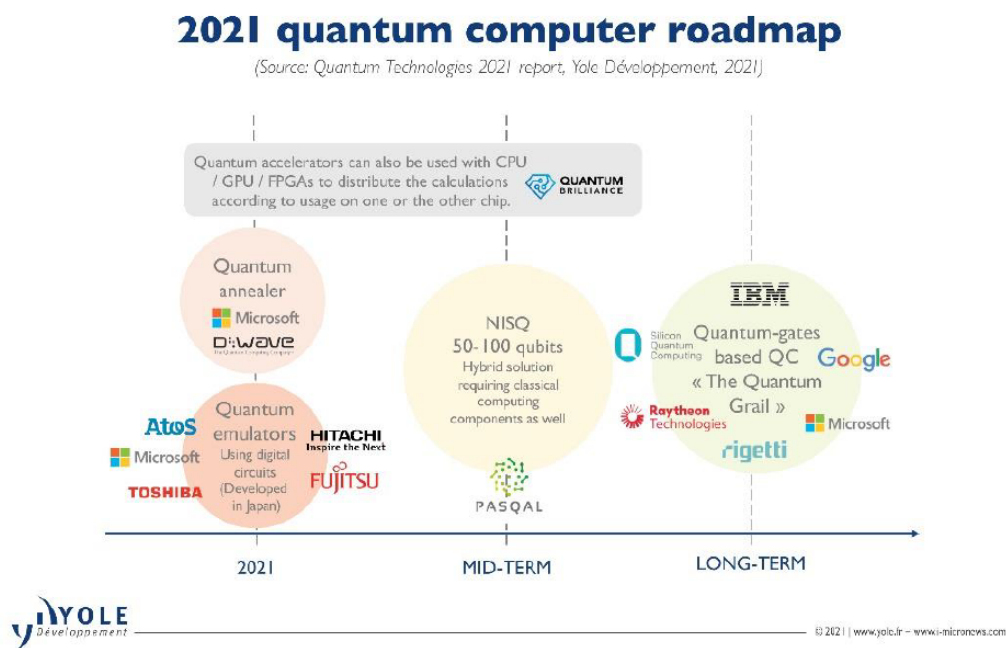 2021 quantum computer roadmap
(Source: Quantum Technologies 2021 report, Yole Développement, 2021)
Quantum accelerators can also be used with CPU
/ GPU / FPGAs to distribute the calculations
according to usage on one or the other chip.
QUANTUM
BRILLIANCE
Quantum
annealer
Microsoft
D:wave
The Quantum Computing Company
Quantum
emulators
Using digital
circuits
(Developed
in Japan)
Atos
Microsoft
TOSHIBA
HITACHI
Inspire the Next
FUJITSU
NISQ
50-100 qubits
Hybrid solution
requiring classical
computing
components as well
PASQAL
IBM
Silicon
Quantum
Computing
Quantum-gates
based QC
« The Quantum
Grail »
Google
Raytheon
Technologies
Microsoft
rigetti
2021
MID-TERM
LONG-TERM
YOLE
Développement
© 2021 | www.yole.fr – www.i-micronews.com